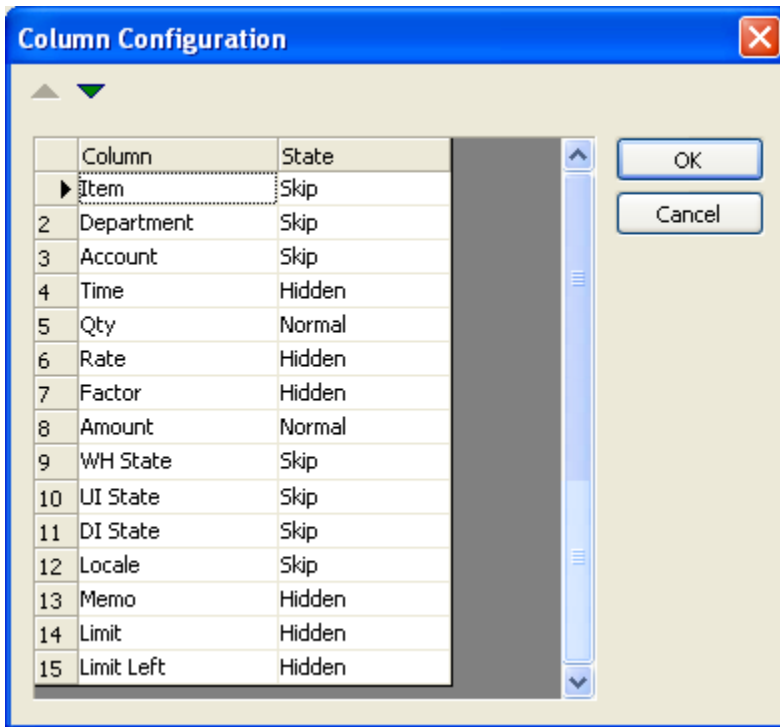 Column Configuration
Column State
Item Skip
2 Department Skip
3 Account Skip
4 Time Hidden
5 Qty Normal
6 Rate Hidden
7 Factor Hidden
8 Amount Normal
9 WH State Skip
10 UI State Skip
11 DI State Skip
12 Locale Skip
13 Memo Hidden
14 Limit Hidden
15 Limit Left Hidden
OK
Cancel